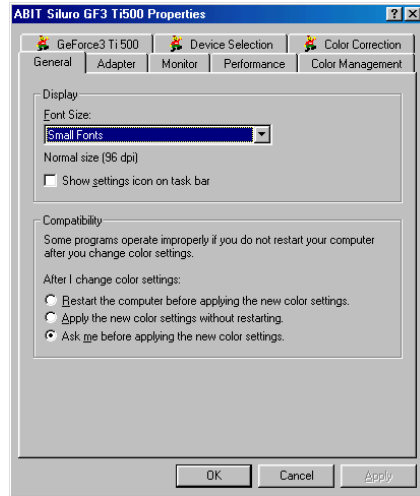 ABIT Siluro GF3 Ti500 Properties
GeForce3 Ti 500 Device Selection Color Correction
General Adapter Monitor Performance Color Management
Display
Font Size:
Small Fonts
Normal size (96 dpi)
Show settings icon on task bar
Compatibility
Some programs operate improperly if you do not restart your computer
after you change color settings.
After I change color settings:
Restart the computer before applying the new color settings.
Apply the new color settings without restarting.
Ask me before applying the new color settings.
OK Cancel Apply